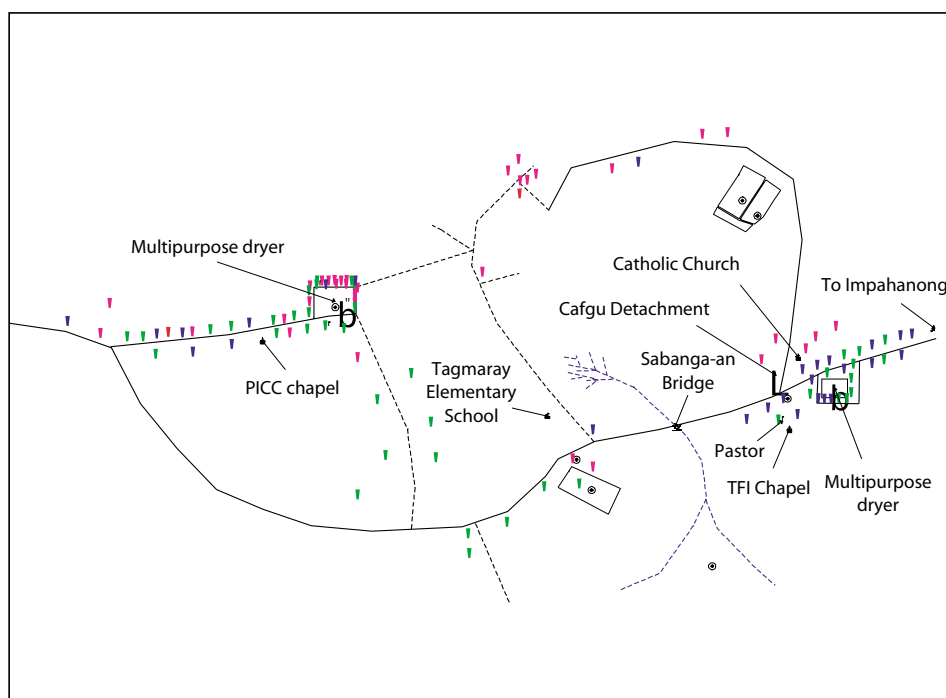 Multipurpose dryer
b
"
r
PICC chapel
Tagmaray
Elementary
School
Catholic Church
Cafgu Detachment
Sabanga-an
Bridge
To Impahanong
L
b
Pastor
TFI Chapel
Multipurpose
dryer